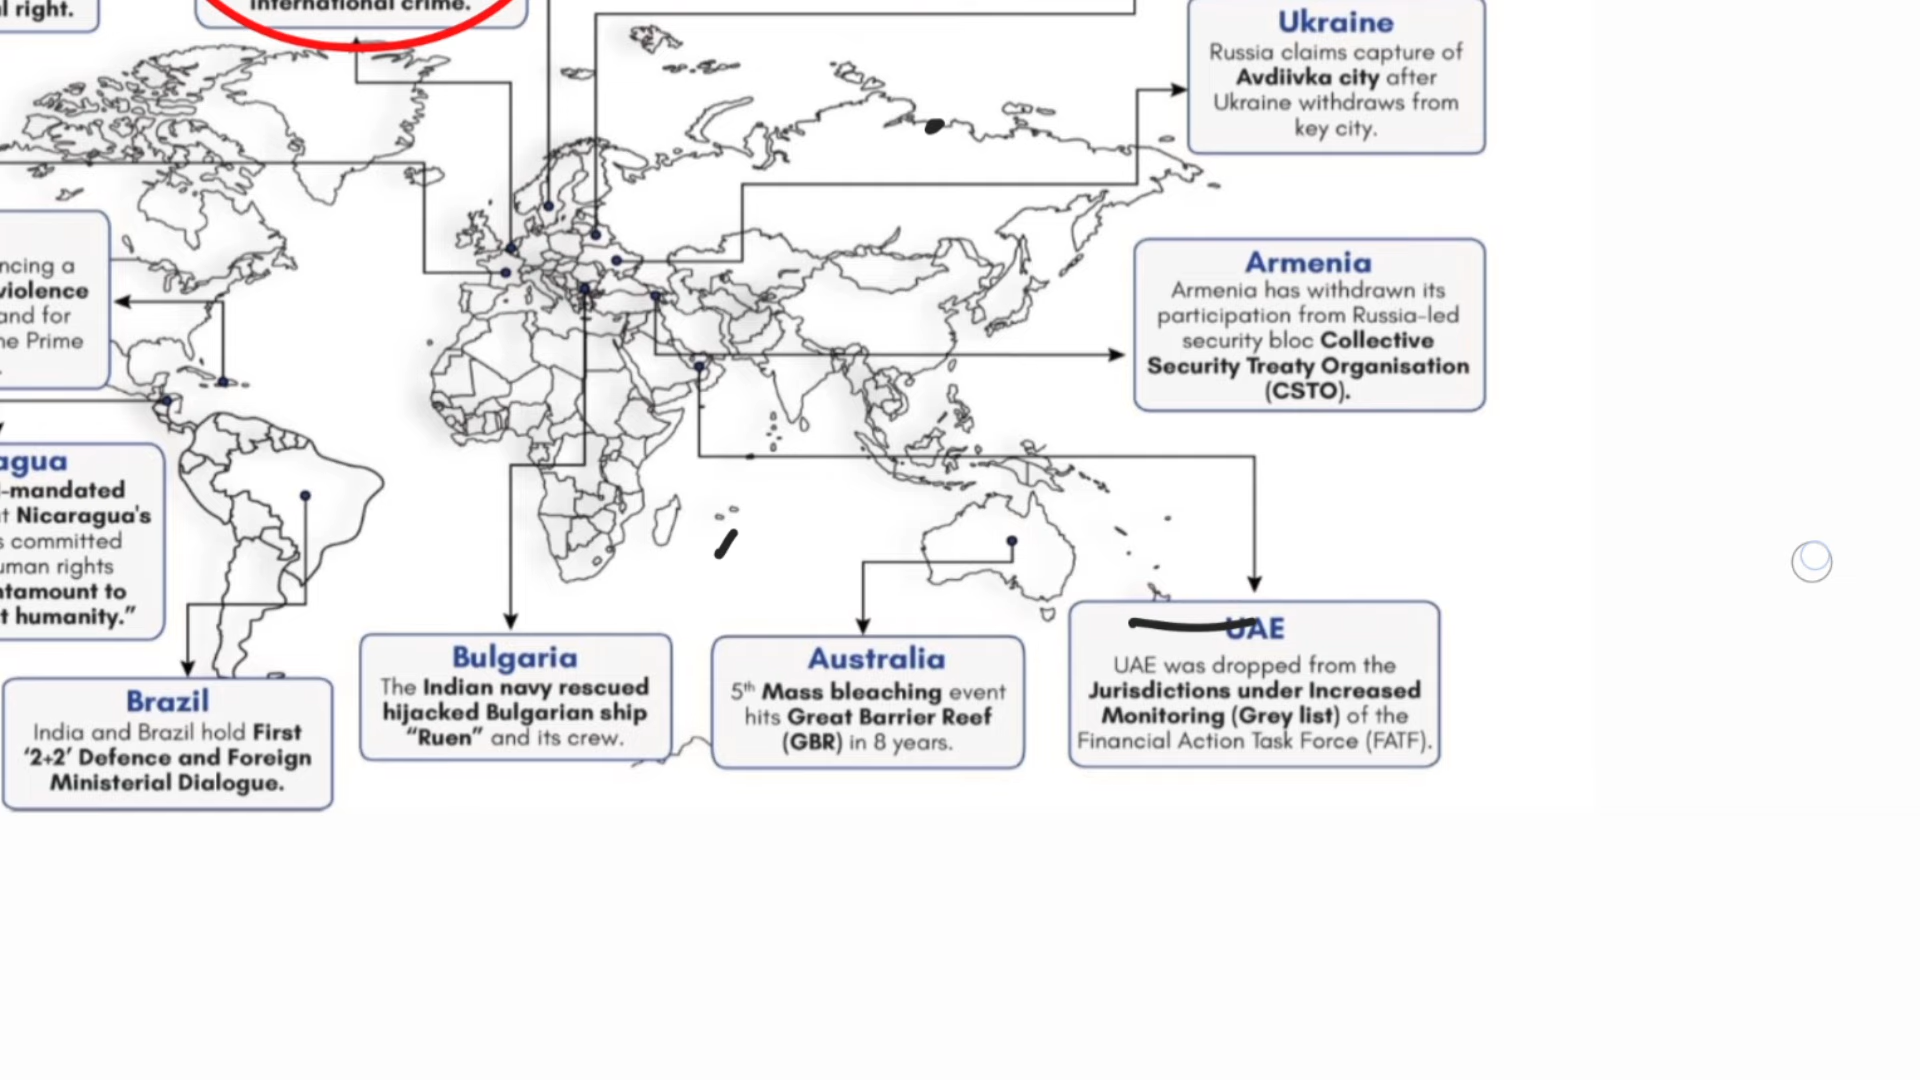 l right.
international crime.
Ukraine
Russia claims capture of
Avdiivka city after
Ukraine withdraws from
key city.
ncing a
violence
and for
ne Prime
Armenia
Armenia has withdrawn its
participation from Russia-led
security bloc Collective
Security Treaty Organisation
(CSTO).
agua
-mandated
t Nicaragua's
s committed
uman rights
ntamount to
t humanity.”
Brazil
India and Brazil hold First
‘2+2’ Defence and Foreign
Ministerial Dialogue.
Bulgaria
The Indian navy rescued
hijacked Bulgarian ship
“Ruen” and its crew.
Australia
5th Mass bleaching event
hits Great Barrier Reef
(GBR) in 8 years.
UAE
UAE was dropped from the
Jurisdictions under Increased
Monitoring (Grey list) of the
Financial Action Task Force (FATF).